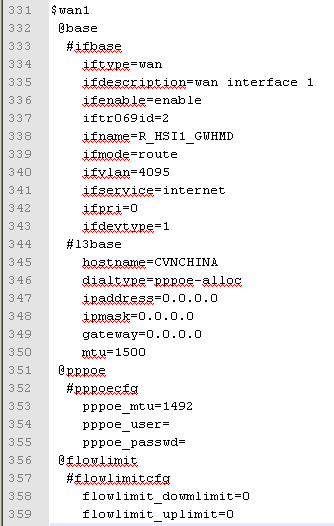 331 $wan1
332 @base
333 #ifbase
334 iftype=wan
335 ifdescription=wan interface 1
336 ifenable=enable
337 iftr069id=2
338 ifname=R_HSI1_GWHMD
339 ifmode=route
340 ifvlan=4095
341 ifservice=internet
342 ifpri=0
343 ifdevtype=1
344 #l3base
345 hostname=CVNCHINA
346 dialtype=pppoe-alloc
347 ipaddress=0.0.0.0
348 ipmask=0.0.0.0
349 gateway=0.0.0.0
350 mtu=1500
351 @pppoe
352 #pppoecfg
353 pppoe_mtu=1492
354 pppoe_user=
355 pppoe_passwd=
356 @flowlimit
357 #flowlimitcfg
358 flowlimit_dowmlimit=0
359 flowlimit_uplimit=0